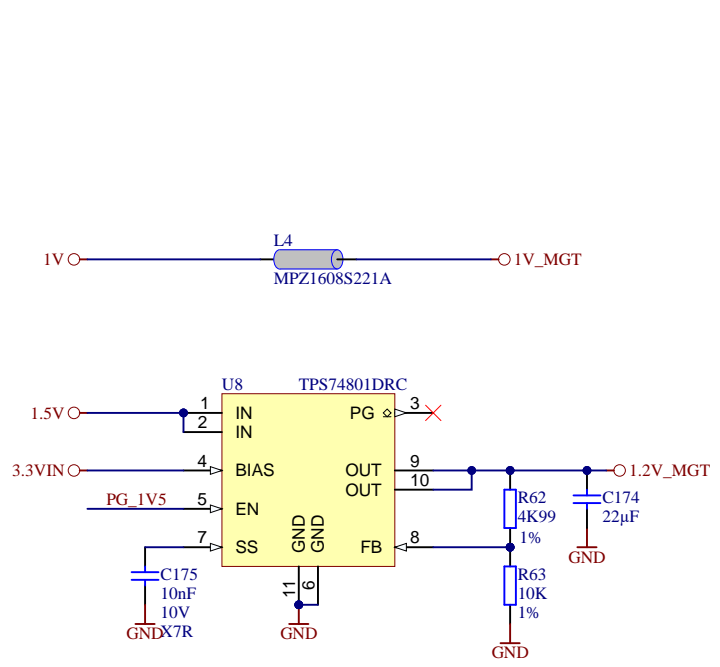 L4
1V
1V_MGT
MPZ1608S221A
U8
TPS74801DRC
1.5V
1
IN
2
IN
PG
3
3.3VIN
4
BIAS
OUT
9
1.2V_MGT
OUT
10
PG_1V5
5
EN
R62
4K99
1%
C174
22µF
GND
7
SS
GND
GND
FB
8
C175
10nF
10V
X7R
GND
11
6
GND
R63
10K
1%
GND